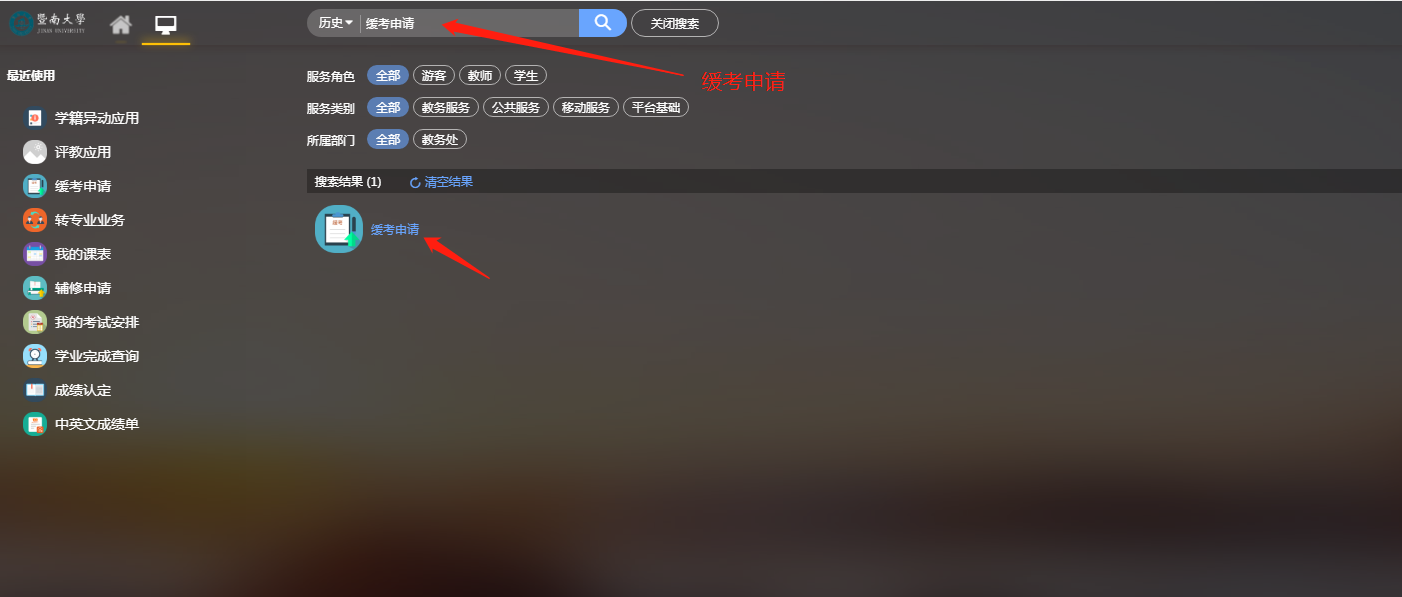 暨南大學
JINAN UNIVERSITY
历史 缓考申请
关闭搜索
缓考申请
最近使用
学籍异动应用
评教应用
缓考申请
转专业业务
我的课表
辅修申请
我的考试安排
学业完成查询
成绩认定
中英文成绩单
服务角色 全部 游客 教师 学生
服务类别 全部 教务服务 公共服务 移动服务 平台基础
所属部门 全部 教务处
搜索结果 (1) 清空结果
缓考
缓考申请